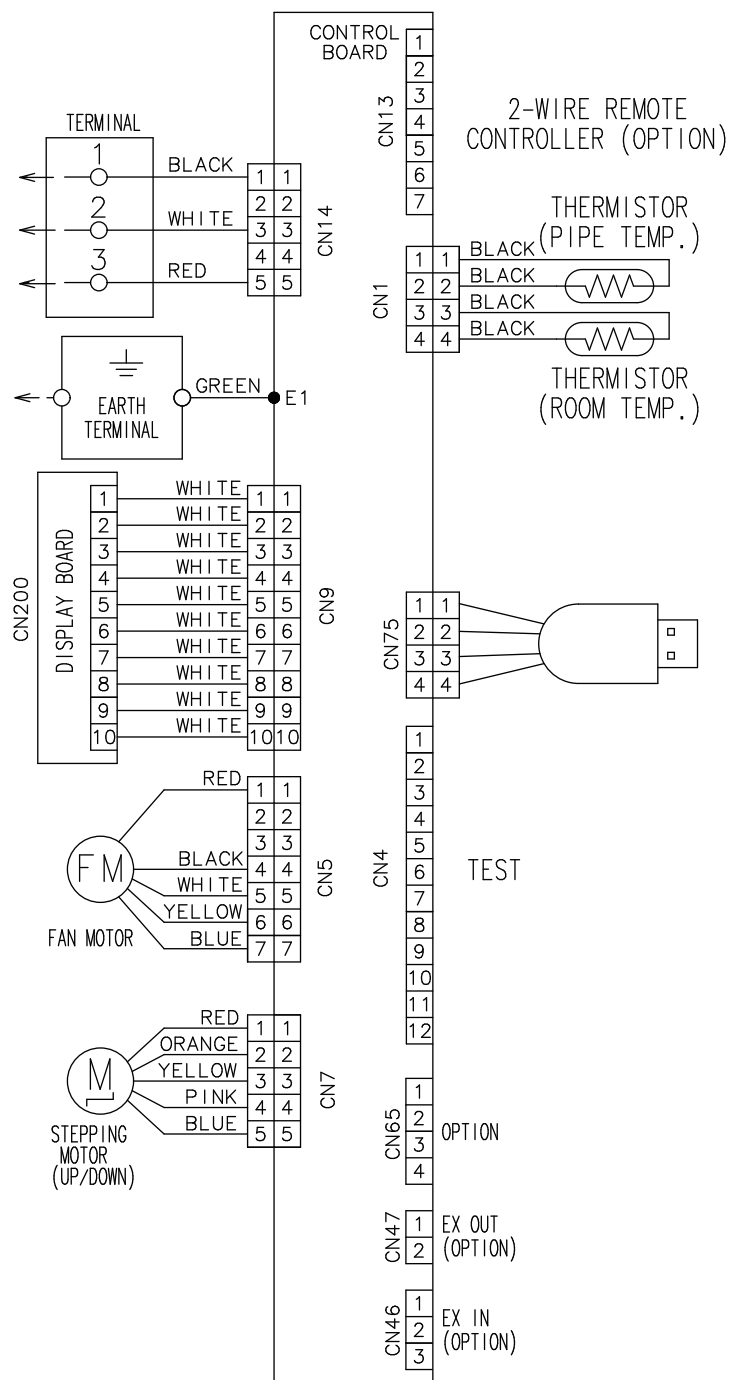 CONTROL
BOARD
CN13
1
2
3
4
5
6
7
2-WIRE REMOTE
CONTROLLER (OPTION)
TERMINAL
1
2
3
BLACK
WHITE
RED
1 1
2 2
3 3
4 4
5 5
CN14
THERMISTOR
(PIPE TEMP.)
CN1
1 1
2 2
3 3
4 4
BLACK
BLACK
BLACK
BLACK
THERMISTOR
(ROOM TEMP.)
EARTH
TERMINAL
GREEN
E1
CN200
DISPLAY BOARD
1
2
3
4
5
6
7
8
9
10
WHITE
WHITE
WHITE
WHITE
WHITE
WHITE
WHITE
WHITE
WHITE
WHITE
1 1
2 2
3 3
4 4
5 5
6 6
7 7
8 8
9 9
10 10
CN9
CN75
1 1
2 2
3 3
4 4
CN4
1
2
3
4
5
6
7
8
9
10
11
12
TEST
FM
FAN MOTOR
RED
BLACK
WHITE
YELLOW
BLUE
1 1
2 2
3 3
4 4
5 5
6 6
7 7
CN5
M
STEPPING
MOTOR
(UP/DOWN)
RED
ORANGE
YELLOW
PINK
BLUE
1 1
2 2
3 3
4 4
5 5
CN7
CN65
1
2
3
4
OPTION
CN47
1
2
EX OUT
(OPTION)
CN46
1
2
3
EX IN
(OPTION)